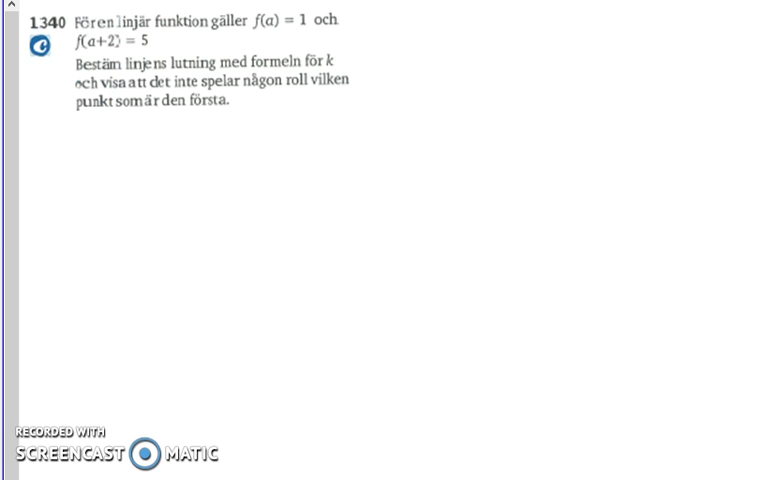 1340 För en linjär funktion gäller f(a) = 1 och
f(a+2) = 5
Bestäm linjens lutning med formeln för k
och visa att det inte spelar någon roll vilken
punkt som är den första.
RECORDED WITH
SCREENCAST MATIC